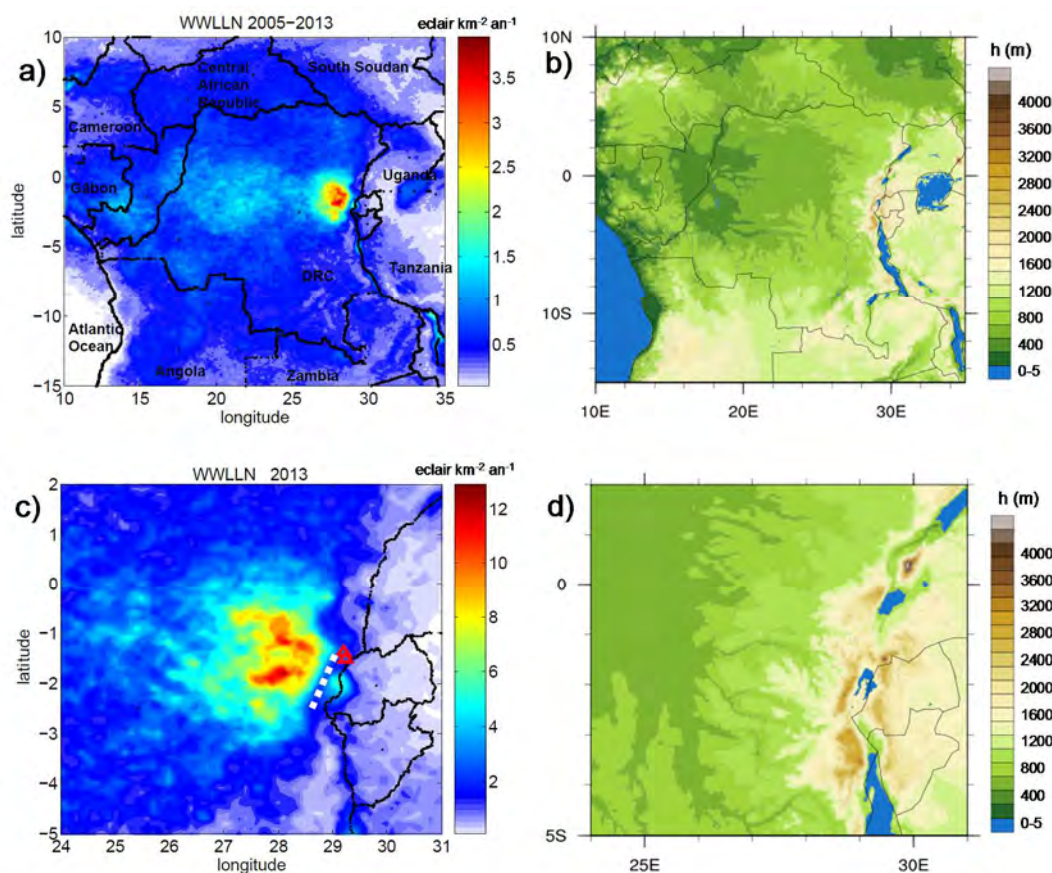 WWLLN 2005−2013
eclair km-2 an-1
a)
10
5
0
−5
−10
−15
latitude
10
15
20
25
30
35
longitude
Central
African
Republic
South Soudan
Cameroon
Gabon
Uganda
DRC
Tanzania
Atlantic
Ocean
Angola
Zambia
3.5
3
2.5
2
1.5
1
0.5
b)
10N
0
10S
10E
20E
30E
h (m)
4000
3600
3200
2800
2400
2000
1600
1200
800
400
0-5
WWLLN 2013
eclair km-2 an-1
c)
2
1
0
−1
−2
−3
−4
−5
latitude
24
25
26
27
28
29
30
31
longitude
12
10
8
6
4
2
d)
0
5S
25E
30E
h (m)
4000
3600
3200
2800
2400
2000
1600
1200
800
400
0-5